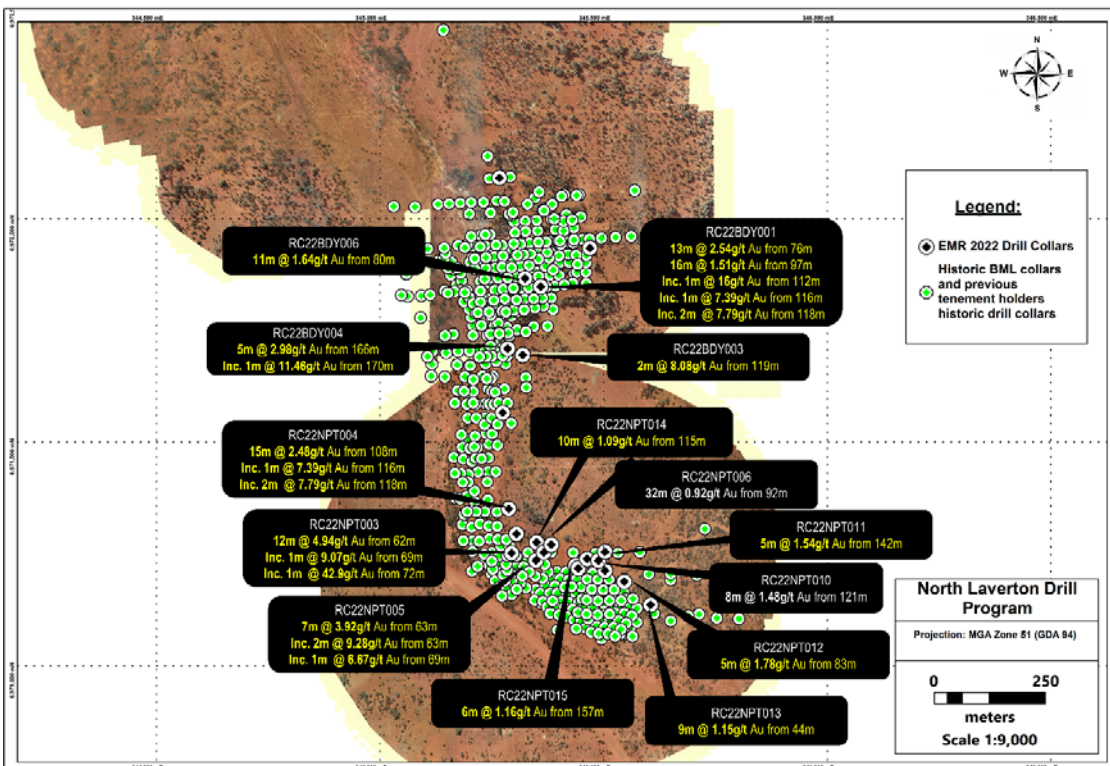 N
W E
S
Legend:
EMR 2022 Drill Collars
Historic BML collars
and previous
tenement holders
historic drill collars
RC22BDY006
11m @ 1.64g/t Au from 80m
RC22BDY001
13m @ 2.54g/t Au from 76m
16m @ 1.51g/t Au from 97m
Inc. 1m @ 16g/t Au from 112m
Inc. 1m @ 7.39g/t Au from 116m
Inc. 2m @ 7.79g/t Au from 118m
RC22BDY004
5m @ 2.98g/t Au from 166m
Inc. 1m @ 11.46g/t Au from 170m
RC22BDY003
2m @ 8.08g/t Au from 119m
RC22NPT014
10m @ 1.09g/t Au from 115m
RC22NPT004
15m @ 2.48g/t Au from 108m
Inc. 1m @ 7.39g/t Au from 116m
Inc. 2m @ 7.79g/t Au from 118m
RC22NPT006
32m @ 0.92g/t Au from 92m
RC22NPT003
12m @ 4.94g/t Au from 62m
Inc. 1m @ 9.07g/t Au from 69m
Inc. 1m @ 42.9g/t Au from 72m
RC22NPT011
5m @ 1.54g/t Au from 142m
RC22NPT010
8m @ 1.48g/t Au from 121m
RC22NPT005
7m @ 3.92g/t Au from 63m
Inc. 2m @ 9.28g/t Au from 63m
Inc. 1m @ 6.67g/t Au from 69m
RC22NPT012
5m @ 1.78g/t Au from 83m
RC22NPT015
6m @ 1.16g/t Au from 157m
RC22NPT013
9m @ 1.15g/t Au from 44m
North Laverton Drill
Program
Projection: MGA Zone 51 (GDA 94)
0 250
meters
Scale 1:9,000